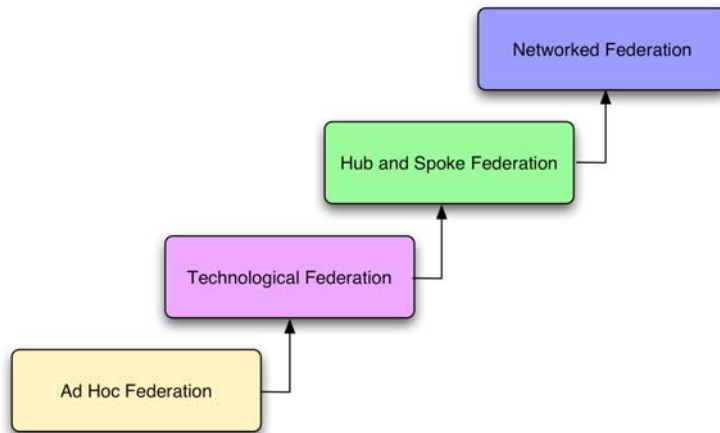 Networked Federation
Hub and Spoke Federation
Technological Federation
Ad Hoc Federation